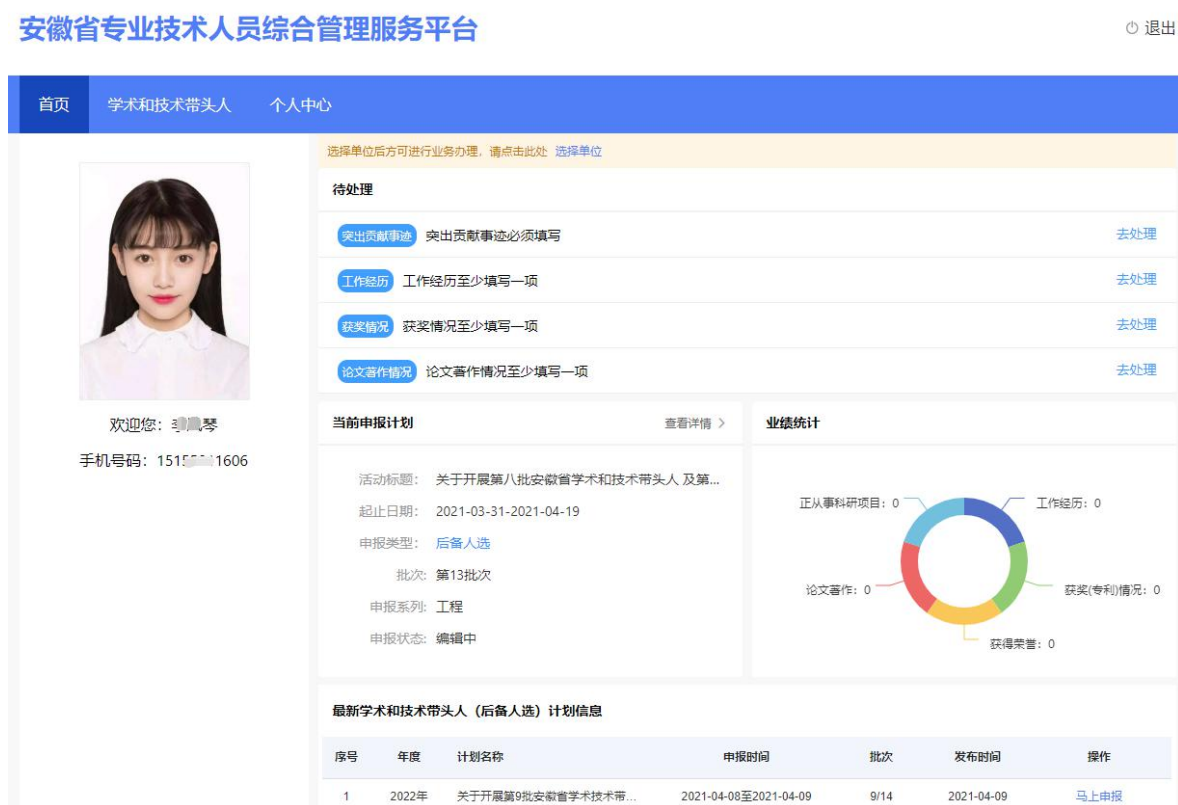 安徽省专业技术人员综合管理服务平台
退出
首页 学术和技术带头人 个人中心
选择单位后方可进行业务办理，请点击此处 选择单位
待处理
突出贡献事迹 突出贡献事迹必须填写 去处理
工作经历 工作经历至少填写一项 去处理
获奖情况 获奖情况至少填写一项 去处理
论文著作情况 论文著作情况至少填写一项 去处理
欢迎您： 琴
手机号码：1515 1606
当前申报计划 查看详情 >
活动标题： 关于开展第八批安徽省学术和技术带头人 及第...
起止日期： 2021-03-31-2021-04-19
申报类型： 后备人选
批次: 第13批次
申报系列: 工程
申报状态: 编辑中
业绩统计
正从事科研项目：0
工作经历：0
论文著作：0
获奖(专利)情况：0
获得荣誉：0
最新学术和技术带头人（后备人选）计划信息
序号 年度 计划名称 申报时间 批次 发布时间 操作
1 2022年 关于开展第9批安徽省学术技术带... 2021-04-08至2021-04-09 9/14 2021-04-09 马上申报